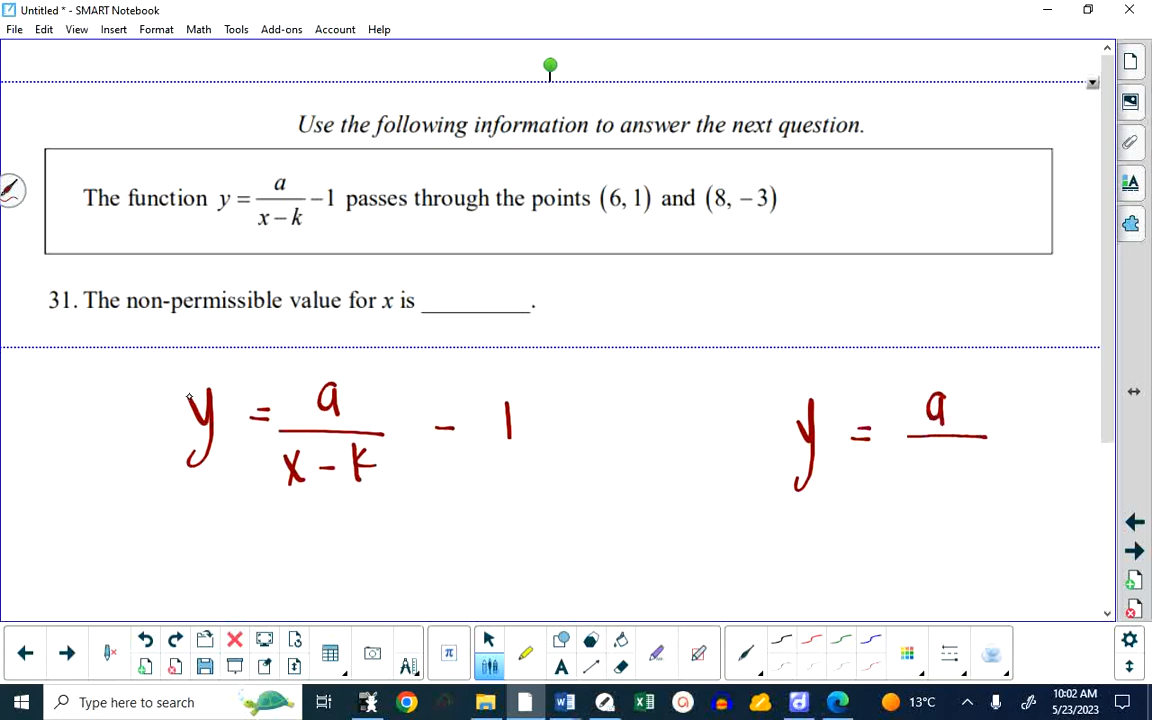 Untitled * - SMART Notebook
File Edit View Insert Format Math Tools Add-ons Account Help
Use the following information to answer the next question.
The function y = a/(x − k) − 1 passes through the points (6, 1) and (8, −3)
31. The non-permissible value for x is _________.
y = a/(x − k) − 1
y = a
π
A
Type here to search
13°C
10:02 AM
5/23/2023